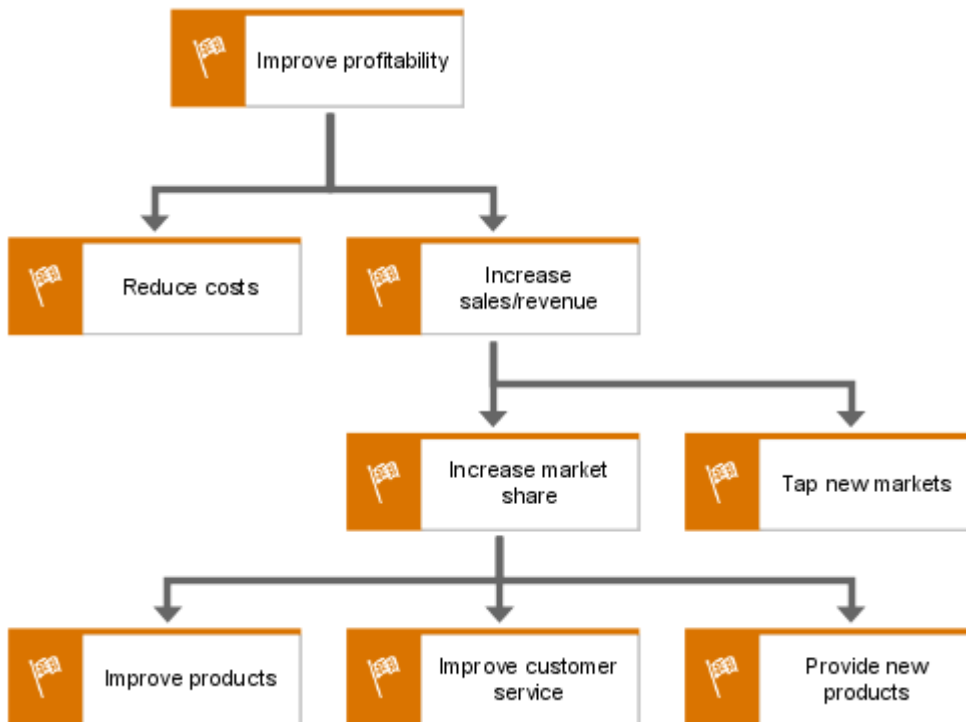 Improve profitability
Reduce costs
Increase
sales/revenue
Increase market
share
Tap new markets
Improve products
Improve customer
service
Provide new
products